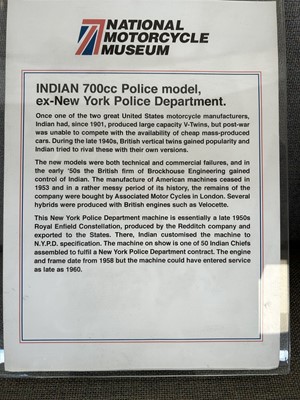 NATIONAL
MOTORCYCLE
MUSEUM
INDIAN 700cc Police model,
ex-New York Police Department.
Once one of the two great United States motorcycle manufacturers,
Indian had, since 1901, produced large capacity V-Twins, but post-war
was unable to compete with the availability of cheap mass-produced
cars. During the late 1940s, British vertical twins gained popularity and
Indian tried to rival these with their own versions.
The new models were both technical and commercial failures, and in
the early '50s the British firm of Brockhouse Engineering gained
control of Indian. The manufacture of American machines ceased in
1953 and in a rather messy period of its history, the remains of the
company were bought by Associated Motor Cycles in London. Several
hybrids were produced with British engines such as Velocette.
This New York Police Department machine is essentially a late 1950s
Royal Enfield Constellation, produced by the Redditch company and
exported to the States. There, Indian customised the machine to
N.Y.P.D. specification. The machine on show is one of 50 Indian Chiefs
assembled to fulfil a New York Police Department contract. The engine
and frame date from 1958 but the machine could have entered service
as late as 1960.